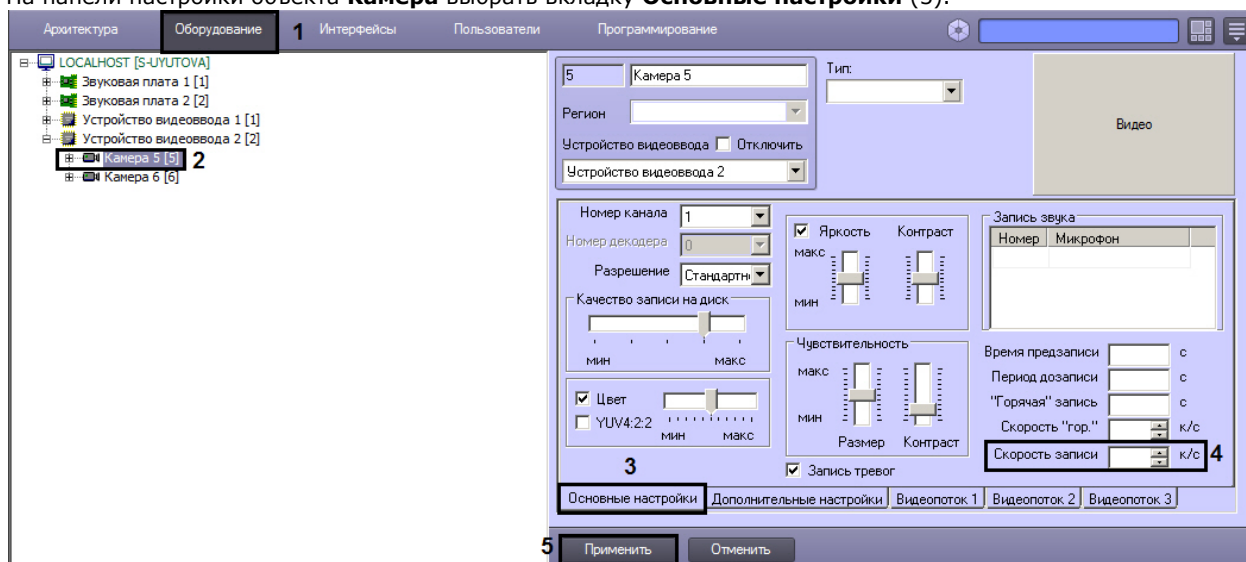 На панели настройки объекта Камера выбрать вкладку Основные настройки (3).
Архитектура Оборудование 1 Интерфейсы Пользователи Программирование
LOCALHOST [S-UYUTOVA]
Звуковая плата 1 [1]
Звуковая плата 2 [2]
Устройство видеоввода 1 [1]
Устройство видеоввода 2 [2]
Камера 5 [5] 2
Камера 6 [6]
5 Камера 5
Тип:
Регион
Устройство видеоввода Отключить
Устройство видеоввода 2
Видео
Номер канала 1
Номер декодера 0
Разрешение Стандартн
Качество записи на диск
мин макс
Цвет
YUV4:2:2
мин макс
3
Яркость Контраст
макс
мин
Чувствительность
макс
мин
Размер Контраст
Запись тревог
Запись звука
Номер Микрофон
Время предзаписи с
Период дозаписи с
"Горячая" запись с
Скорость "гор." к/с
Скорость записи к/с 4
Основные настройки Дополнительные настройки Видеопоток 1 Видеопоток 2 Видеопоток 3
5 Применить Отменить